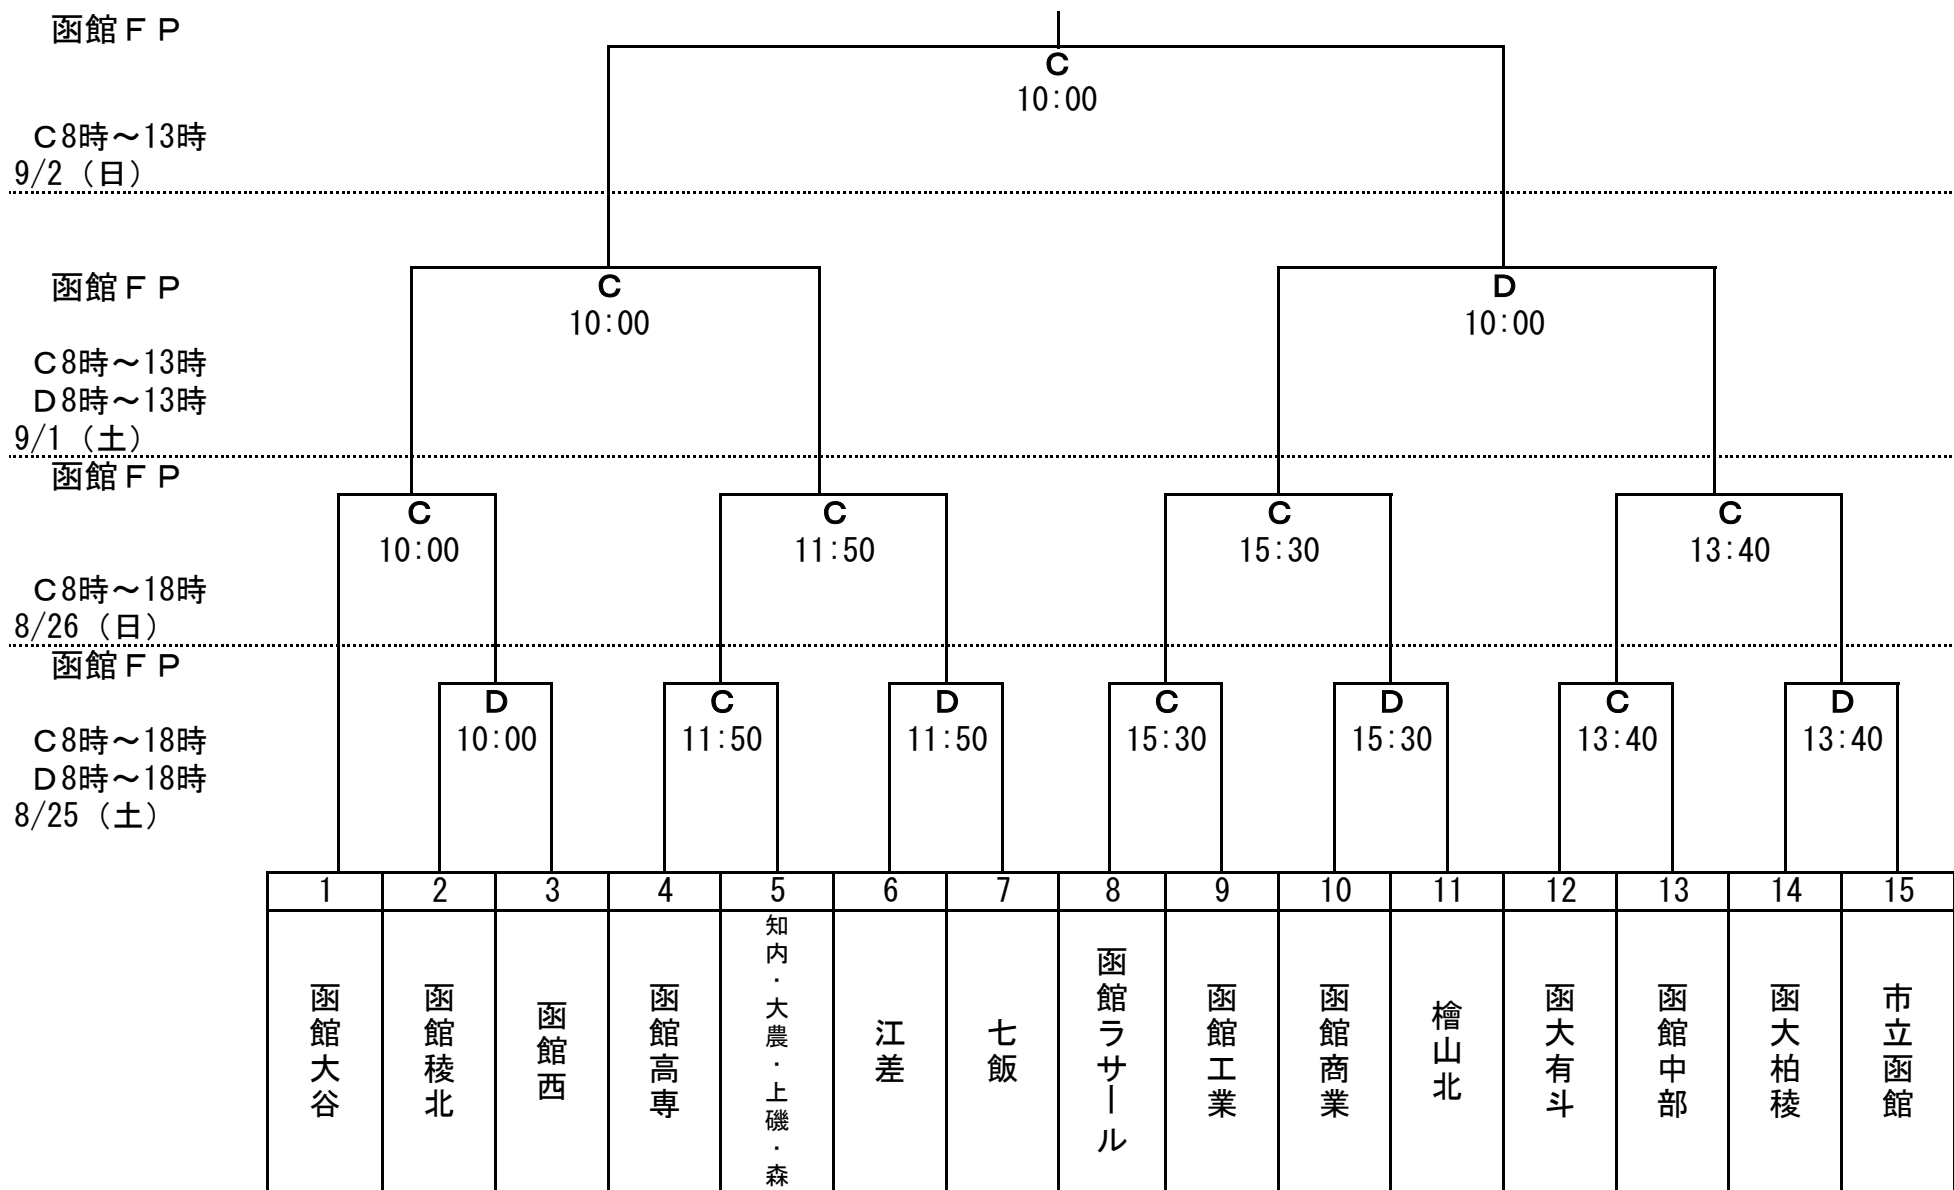 函館ＦＰ
C
10:00
C8時～13時
9/2（日）
函館ＦＰ
C
D
10:00
10:00
C8時～13時
D8時～13時
9/1（土）
函館ＦＰ
C
C
C
C
10:00
11:50
15:30
13:40
C8時～18時
8/26（日）
函館ＦＰ
D
C
D
C
D
C
D
10:00
11:50
11:50
15:30
15:30
13:40
13:40
C8時～18時
D8時～18時
8/25（土）
1
2
3
4
5
6
7
8
9
10
11
12
13
14
15
函館大谷
函館稜北
函館西
函館高専
知内・大農・上磯・森
江差
七飯
函館ラサール
函館工業
函館商業
檜山北
函大有斗
函館中部
函大柏稜
市立函館